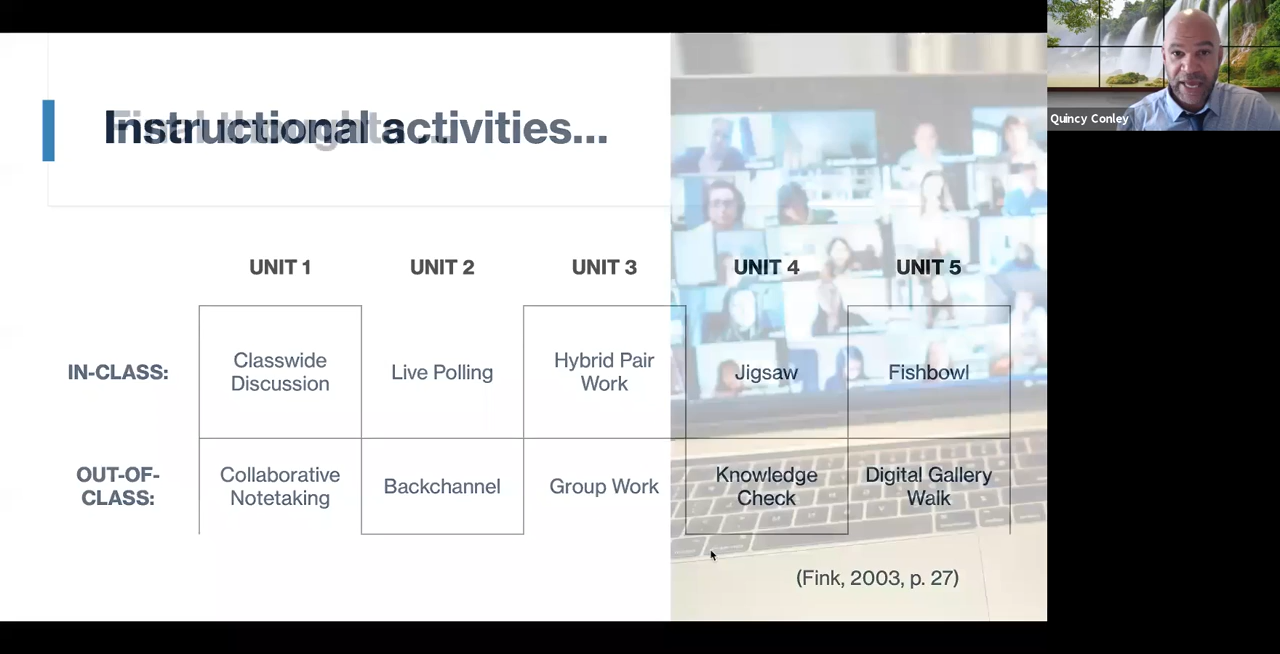 Instructional activities...
Quincy Conley
UNIT 1 UNIT 2 UNIT 3 UNIT 4 UNIT 5
IN-CLASS:
Classwide
Discussion
Live Polling
Hybrid Pair
Work
Jigsaw
Fishbowl
OUT-OF-
CLASS:
Collaborative
Notetaking
Backchannel
Group Work
Knowledge
Check
Digital Gallery
Walk
(Fink, 2003, p. 27)